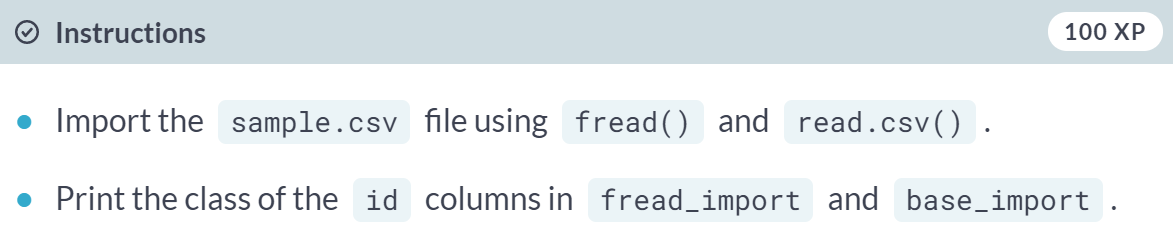 Instructions 100 XP
Import the sample.csv file using fread() and read.csv() .
Print the class of the id columns in fread_import and base_import .